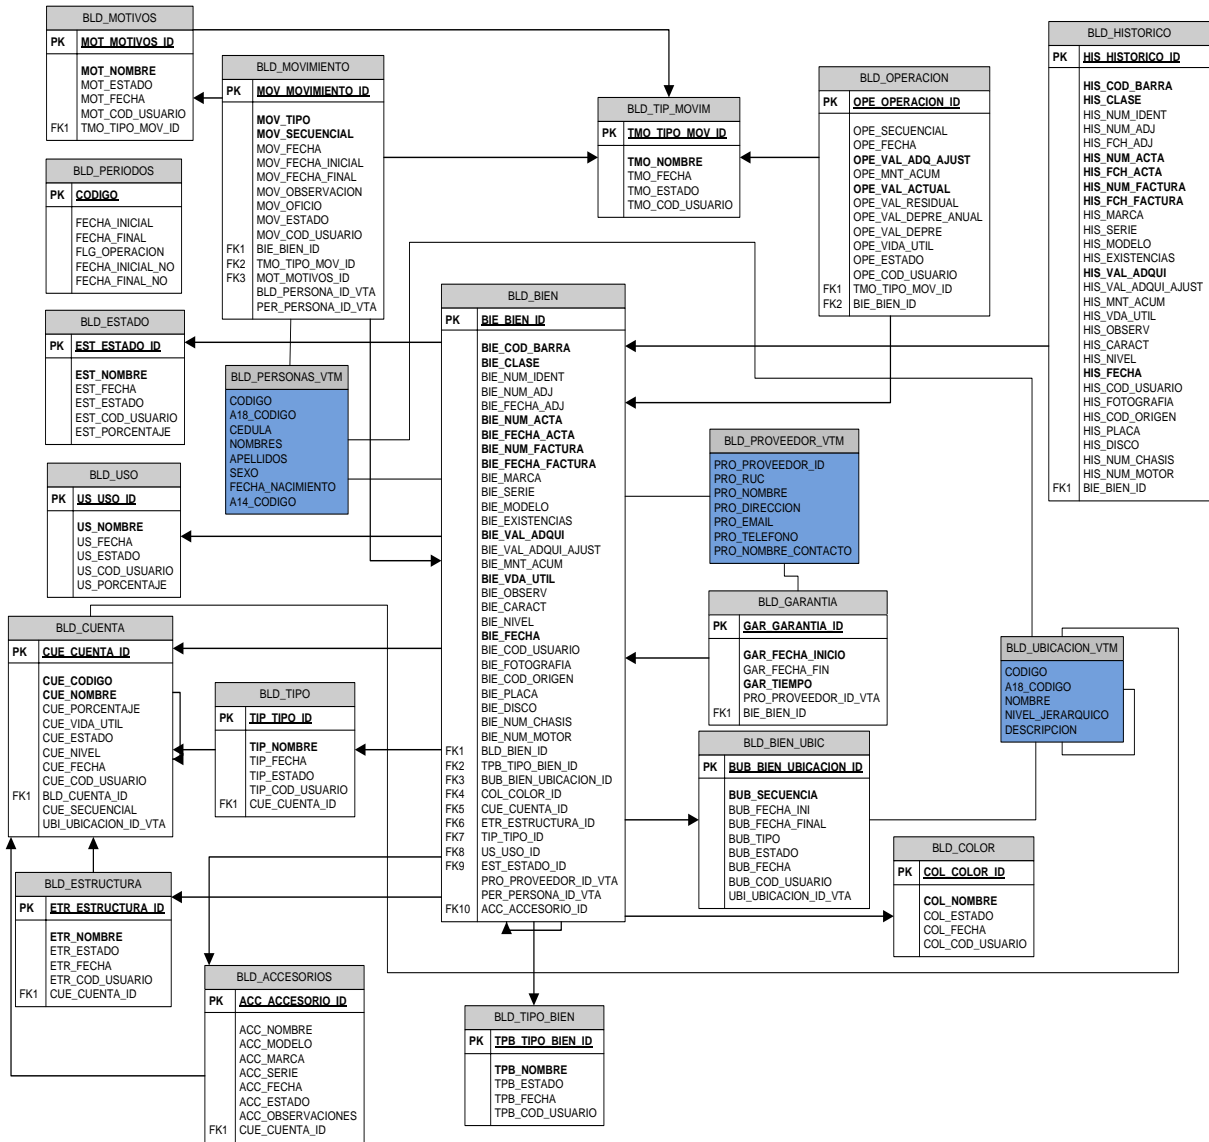 BLD_MOTIVOS
PK MOT_MOTIVOS_ID
MOT_NOMBRE
MOT_ESTADO
MOT_FECHA
MOT_COD_USUARIO
FK1 TMO_TIPO_MOV_ID
BLD_MOVIMIENTO
PK MOV_MOVIMIENTO_ID
MOV_TIPO
MOV_SECUENCIAL
MOV_FECHA
MOV_FECHA_INICIAL
MOV_FECHA_FINAL
MOV_OBSERVACION
MOV_OFICIO
MOV_ESTADO
MOV_COD_USUARIO
FK1 BIE_BIEN_ID
FK2 TMO_TIPO_MOV_ID
FK3 MOT_MOTIVOS_ID
BLD_PERSONA_ID_VTA
PER_PERSONA_ID_VTA
BLD_TIP_MOVIM
PK TMO_TIPO_MOV_ID
TMO_NOMBRE
TMO_FECHA
TMO_ESTADO
TMO_COD_USUARIO
BLD_OPERACION
PK OPE_OPERACION_ID
OPE_SECUENCIAL
OPE_FECHA
OPE_VAL_ADQ_AJUST
OPE_MNT_ACUM
OPE_VAL_ACTUAL
OPE_VAL_RESIDUAL
OPE_VAL_DEPRE_ANUAL
OPE_VAL_DEPRE
OPE_VIDA_UTIL
OPE_ESTADO
OPE_COD_USUARIO
FK1 TMO_TIPO_MOV_ID
FK2 BIE_BIEN_ID
BLD_HISTORICO
PK HIS_HISTORICO_ID
HIS_COD_BARRA
HIS_CLASE
HIS_NUM_IDENT
HIS_NUM_ADJ
HIS_FCH_ADJ
HIS_NUM_ACTA
HIS_FCH_ACTA
HIS_NUM_FACTURA
HIS_FCH_FACTURA
HIS_MARCA
HIS_SERIE
HIS_MODELO
HIS_EXISTENCIAS
HIS_VAL_ADQUI
HIS_VAL_ADQUI_AJUST
HIS_MNT_ACUM
HIS_VDA_UTIL
HIS_OBSERV
HIS_CARACT
HIS_NIVEL
HIS_FECHA
HIS_COD_USUARIO
HIS_FOTOGRAFIA
HIS_COD_ORIGEN
HIS_PLACA
HIS_DISCO
HIS_NUM_CHASIS
HIS_NUM_MOTOR
FK1 BIE_BIEN_ID
BLD_PERIODOS
PK CODIGO
FECHA_INICIAL
FECHA_FINAL
FLG_OPERACION
FECHA_INICIAL_NO
FECHA_FINAL_NO
BLD_ESTADO
PK EST_ESTADO_ID
EST_NOMBRE
EST_FECHA
EST_ESTADO
EST_COD_USUARIO
EST_PORCENTAJE
BLD_PERSONAS_VTM
CODIGO
A18_CODIGO
CEDULA
NOMBRES
APELLIDOS
SEXO
FECHA_NACIMIENTO
A14_CODIGO
BLD_BIEN
PK BIE_BIEN_ID
BIE_COD_BARRA
BIE_CLASE
BIE_NUM_IDENT
BIE_NUM_ADJ
BIE_FECHA_ADJ
BIE_NUM_ACTA
BIE_FECHA_ACTA
BIE_NUM_FACTURA
BIE_FECHA_FACTURA
BIE_MARCA
BIE_SERIE
BIE_MODELO
BIE_EXISTENCIAS
BIE_VAL_ADQUI
BIE_VAL_ADQUI_AJUST
BIE_MNT_ACUM
BIE_VDA_UTIL
BIE_OBSERV
BIE_CARACT
BIE_NIVEL
BIE_FECHA
BIE_COD_USUARIO
BIE_FOTOGRAFIA
BIE_COD_ORIGEN
BIE_PLACA
BIE_DISCO
BIE_NUM_CHASIS
BIE_NUM_MOTOR
FK1 BLD_BIEN_ID
FK2 TPB_TIPO_BIEN_ID
FK3 BUB_BIEN_UBICACION_ID
FK4 COL_COLOR_ID
FK5 CUE_CUENTA_ID
FK6 ETR_ESTRUCTURA_ID
FK7 TIP_TIPO_ID
FK8 US_USO_ID
FK9 EST_ESTADO_ID
PRO_PROVEEDOR_ID_VTA
PER_PERSONA_ID_VTA
FK10 ACC_ACCESORIO_ID
BLD_PROVEEDOR_VTM
PRO_PROVEEDOR_ID
PRO_RUC
PRO_NOMBRE
PRO_DIRECCION
PRO_EMAIL
PRO_TELEFONO
PRO_NOMBRE_CONTACTO
BLD_USO
PK US_USO_ID
US_NOMBRE
US_FECHA
US_ESTADO
US_COD_USUARIO
US_PORCENTAJE
BLD_CUENTA
PK CUE_CUENTA_ID
CUE_CODIGO
CUE_NOMBRE
CUE_PORCENTAJE
CUE_VIDA_UTIL
CUE_ESTADO
CUE_NIVEL
CUE_FECHA
CUE_COD_USUARIO
FK1 BLD_CUENTA_ID
CUE_SECUENCIAL
UBI_UBICACION_ID_VTA
BLD_TIPO
PK TIP_TIPO_ID
TIP_NOMBRE
TIP_FECHA
TIP_ESTADO
TIP_COD_USUARIO
FK1 CUE_CUENTA_ID
BLD_GARANTIA
PK GAR_GARANTIA_ID
GAR_FECHA_INICIO
GAR_FECHA_FIN
GAR_TIEMPO
PRO_PROVEEDOR_ID_VTA
FK1 BIE_BIEN_ID
BLD_UBICACION_VTM
CODIGO
A18_CODIGO
NOMBRE
NIVEL_JERARQUICO
DESCRIPCION
BLD_BIEN_UBIC
PK BUB_BIEN_UBICACION_ID
BUB_SECUENCIA
BUB_FECHA_INI
BUB_FECHA_FINAL
BUB_TIPO
BUB_ESTADO
BUB_FECHA
BUB_COD_USUARIO
UBI_UBICACION_ID_VTA
BLD_COLOR
PK COL_COLOR_ID
COL_NOMBRE
COL_ESTADO
COL_FECHA
COL_COD_USUARIO
BLD_ESTRUCTURA
PK ETR_ESTRUCTURA_ID
ETR_NOMBRE
ETR_ESTADO
ETR_FECHA
ETR_COD_USUARIO
FK1 CUE_CUENTA_ID
BLD_ACCESORIOS
PK ACC_ACCESORIO_ID
ACC_NOMBRE
ACC_MODELO
ACC_MARCA
ACC_SERIE
ACC_FECHA
ACC_ESTADO
ACC_OBSERVACIONES
FK1 CUE_CUENTA_ID
BLD_TIPO_BIEN
PK TPB_TIPO_BIEN_ID
TPB_NOMBRE
TPB_ESTADO
TPB_FECHA
TPB_COD_USUARIO